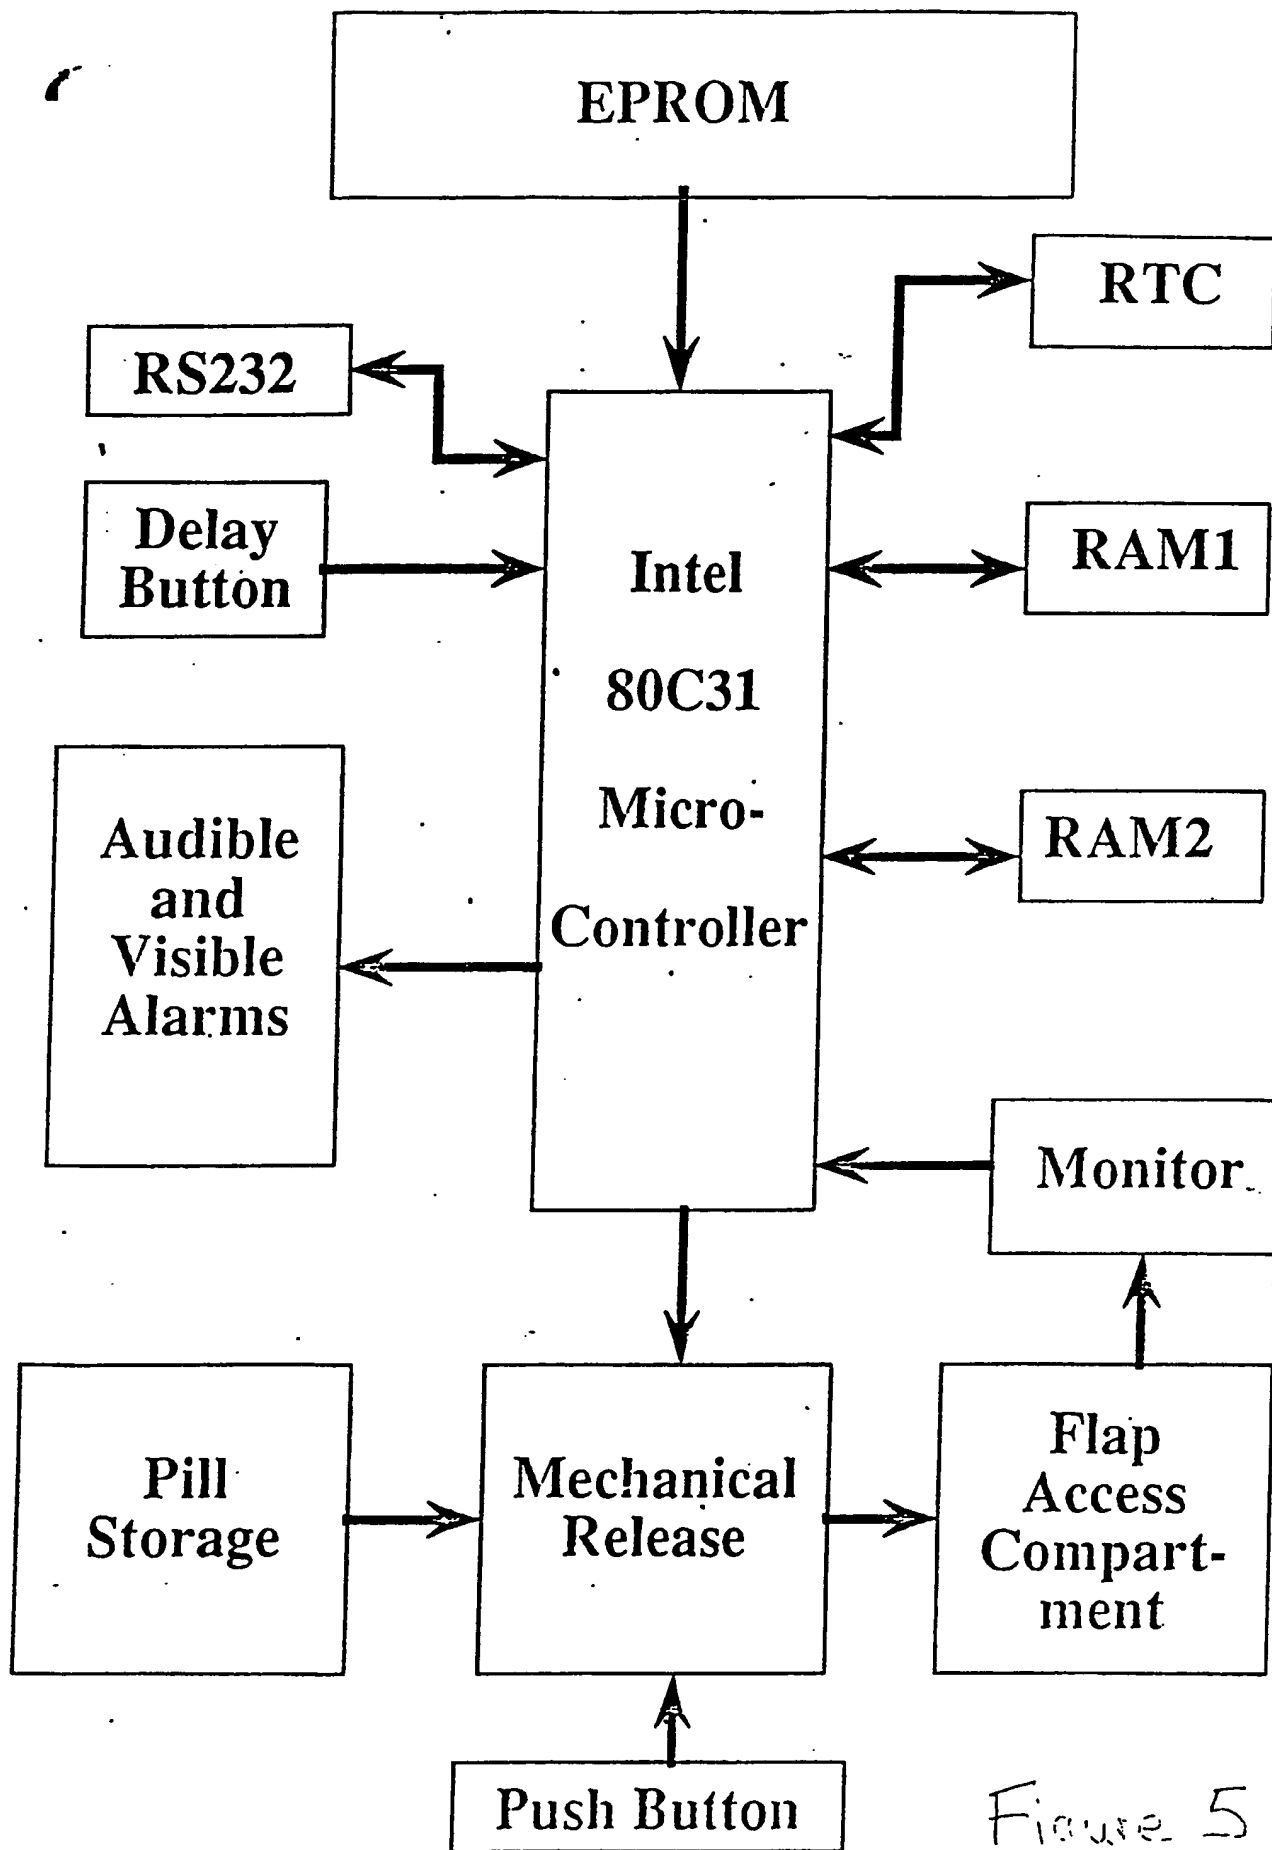 EPROM
RTC
RS232
Delay
Button
RAM1
Intel
80C31
Micro-
Controller
RAM2
Audible
and
Visible
Alarms
Monitor
Pill
Storage
Mechanical
Release
Flap
Access
Compart-
ment
Push Button
Figure 5